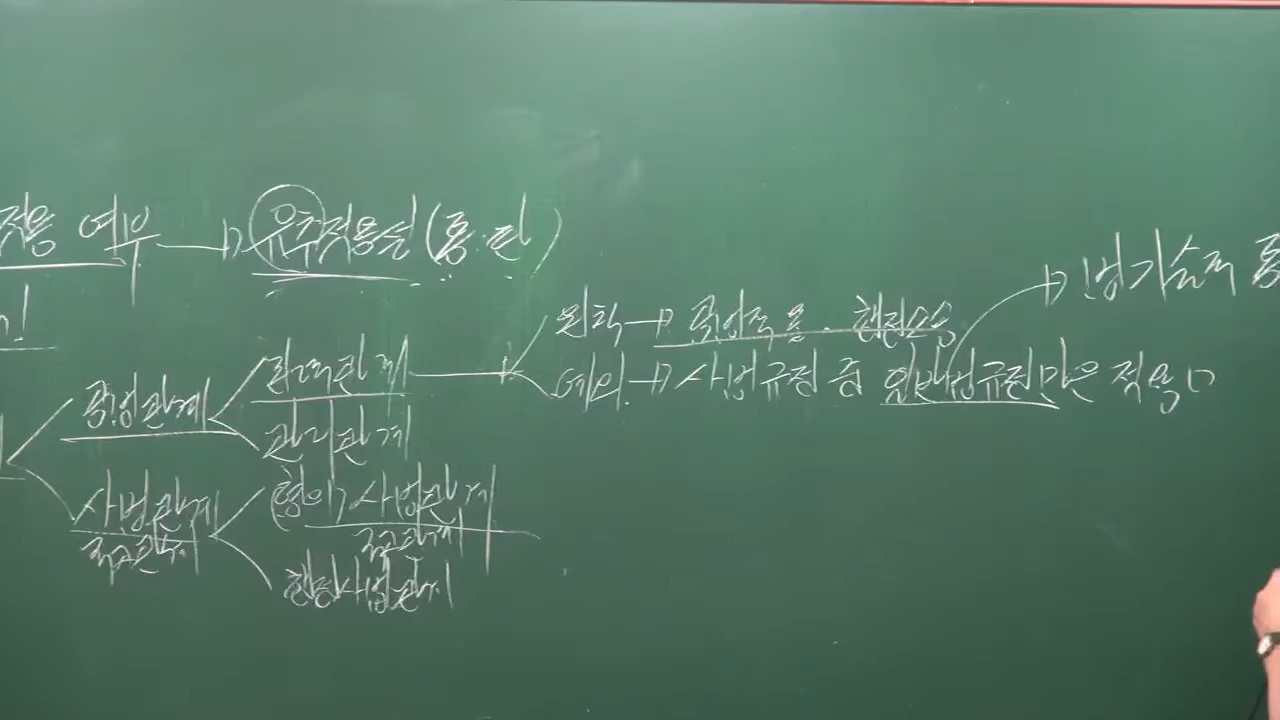 적용 여부 → 유추적용설(통·판)
법기술적
원칙 → 공법적용·행정소송
예외 → 사법규정 중 일반법규정만은 적용
공법관계
권력관계
관리관계
사법관계
국고관계
(협의) 사법관계
국고관계
행정사법관계